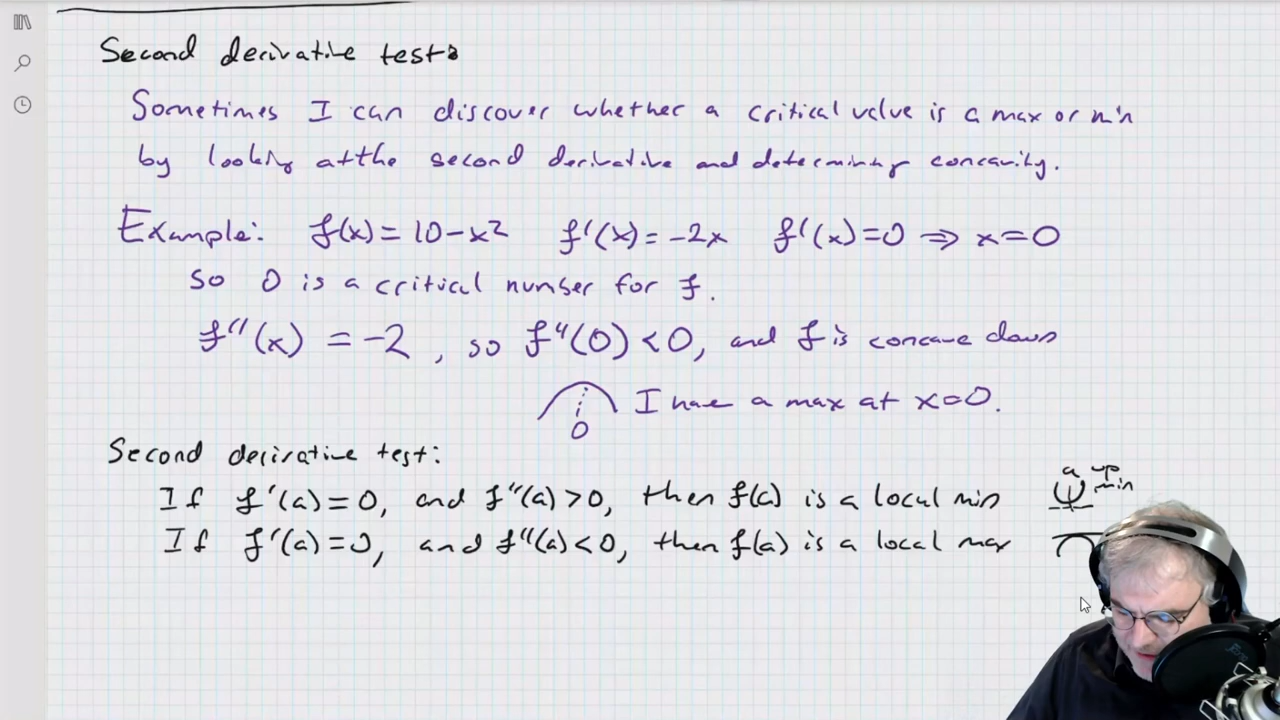 Second derivative test:
Sometimes I can discover whether a critical value is a max or min
by looking at the second derivative and determining concavity.
Example: f(x) = 10 - x² f'(x) = -2x f'(x) = 0 ⇒ x = 0
So 0 is a critical number for f.
f''(x) = -2, so f''(0) < 0, and f is concave down
0 I have a max at x=0.
Second derivative test:
a up
If f'(a) = 0, and f''(a) > 0, then f(a) is a local min min
If f'(a) = 0, and f''(a) < 0, then f(a) is a local max